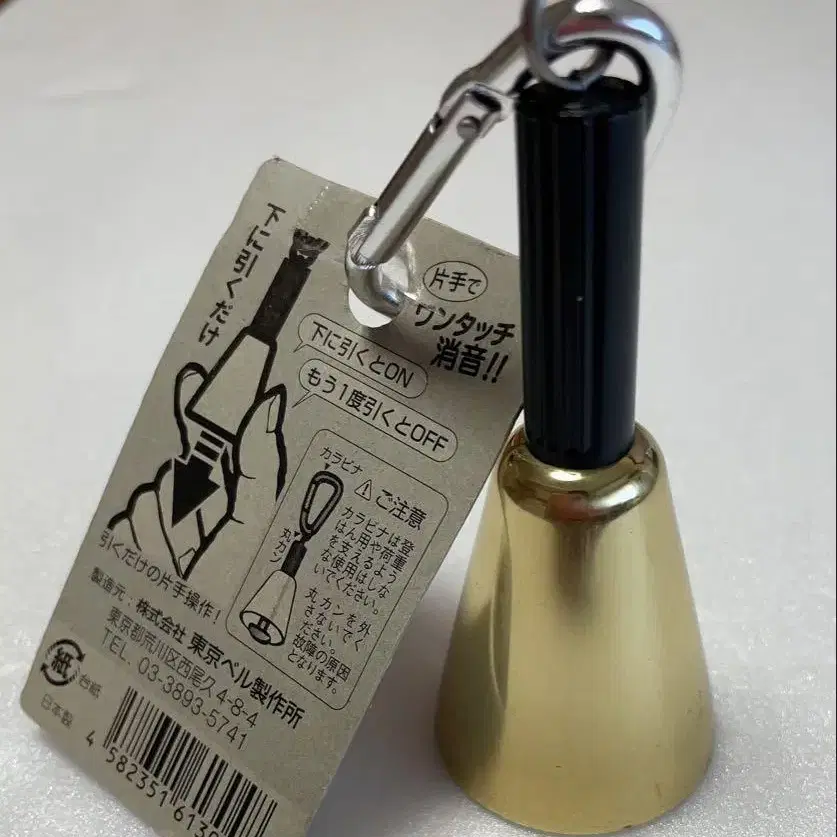 下に引くだけ
片手で
ワンタッチ
消音!!
下に引くとON
もう1度引くとOFF
カラビナ
丸カン
⚠ご注意
カラビナは登
はん用や荷重
を支えるよう
な使用はしな
いでください。
丸カンを外
さないでく
ださい。
故障の原因
となります。
引くだけの片手操作!
製造元:株式会社 東京ベル製作所
東京都荒川区西尾久4-8-4
TEL. 03-3893-5741
紙 台紙
日本製
4 582351 613